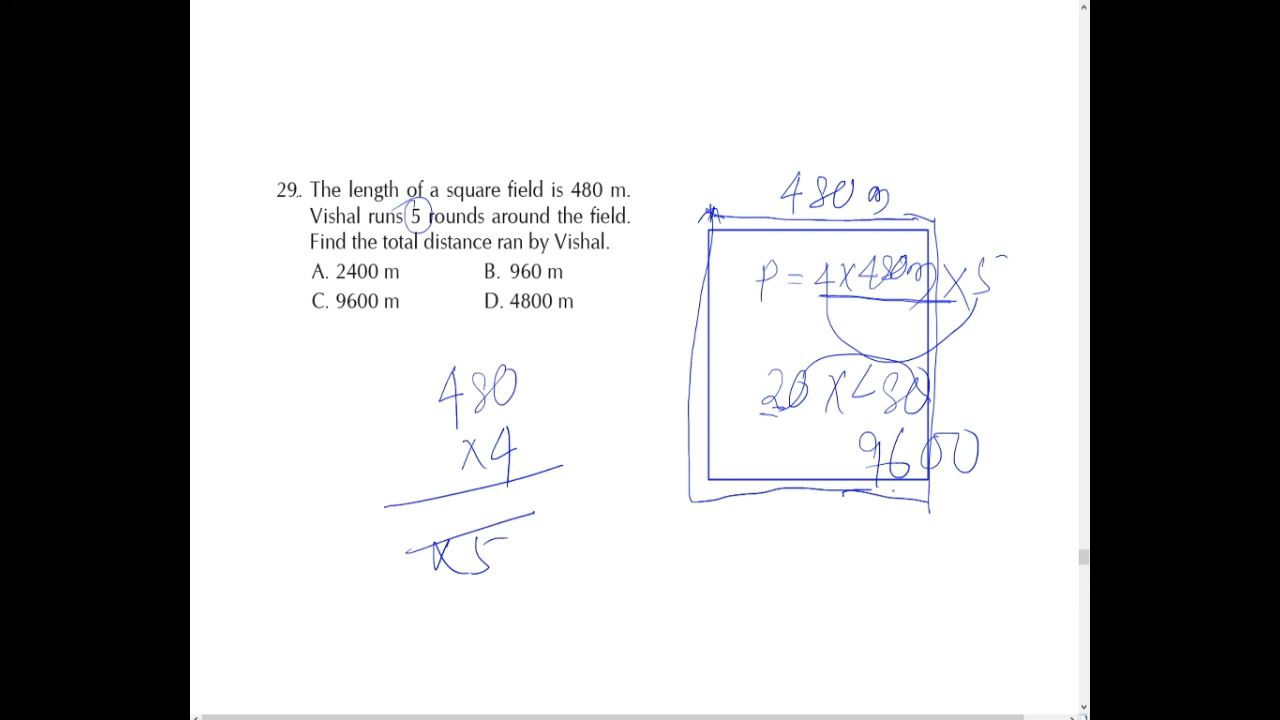 29. The length of a square field is 480 m.
Vishal runs 5 rounds around the field.
Find the total distance ran by Vishal.
A. 2400 m B. 960 m
C. 9600 m D. 4800 m
480 m
P = 4 X 480m X 5
20 X 480
9600
480
X4
X5